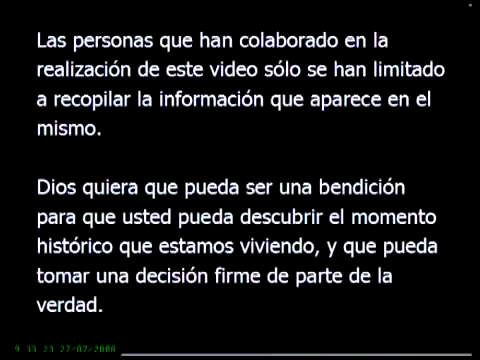 Las personas que han colaborado en la
realización de este video sólo se han limitado
a recopilar la información que aparece en el
mismo.
Dios quiera que pueda ser una bendición
para que usted pueda descubrir el momento
histórico que estamos viviendo, y que pueda
tomar una decisión firme de parte de la
verdad.